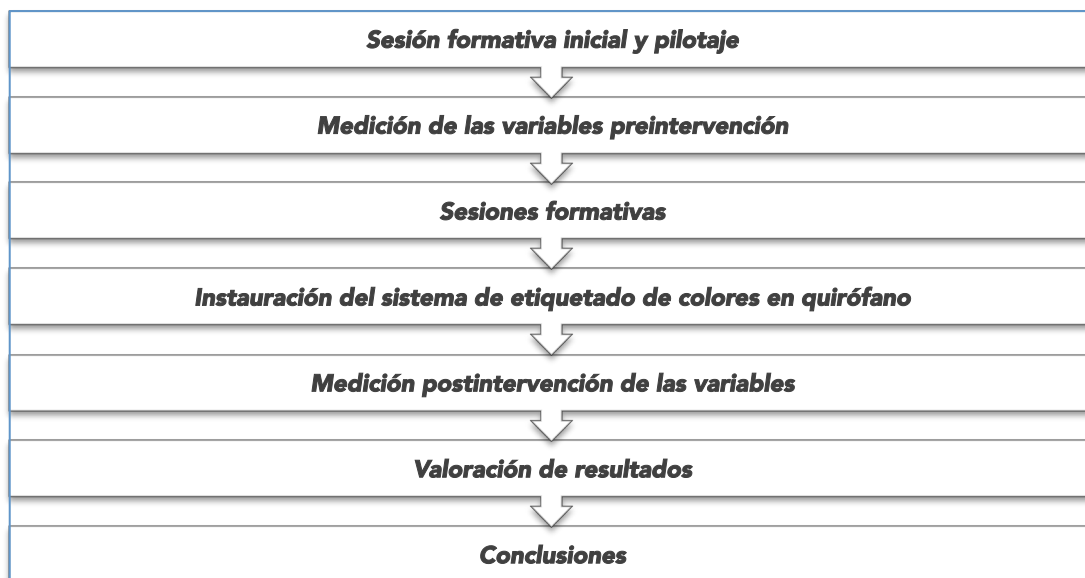 Sesión formativa inicial y pilotaje
Medición de las variables preintervención
Sesiones formativas
Instauración del sistema de etiquetado de colores en quirófano
Medición postintervención de las variables
Valoración de resultados
Conclusiones